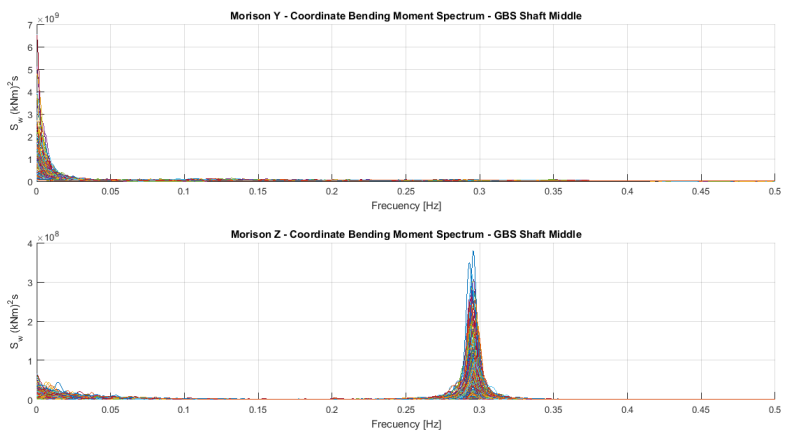 Morison Y - Coordinate Bending Moment Spectrum - GBS Shaft Middle
×10^9
S_w (kNm)^2s
7
6
5
4
3
2
1
0
0 0.05 0.1 0.15 0.2 0.25 0.3 0.35 0.4 0.45 0.5
Frecuency [Hz]
Morison Z - Coordinate Bending Moment Spectrum - GBS Shaft Middle
×10^8
S_w (kNm)^2s
4
3
2
1
0
0 0.05 0.1 0.15 0.2 0.25 0.3 0.35 0.4 0.45 0.5
Frecuency [Hz]